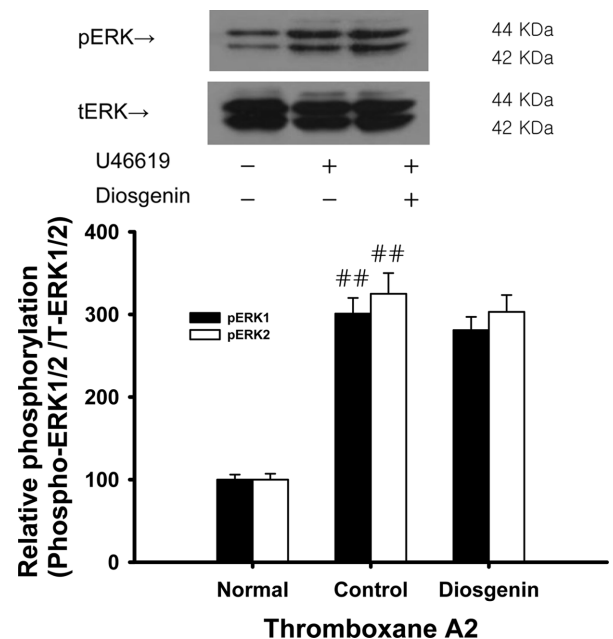 pERK→ 44 KDa
42 KDa
tERK→ 44 KDa
42 KDa
U46619 − + +
Diosgenin − − +
Relative phosphorylation
(Phospho-ERK1/2 /T-ERK1/2)
400
300
200
100
0
## ##
pERK1
pERK2
Normal Control Diosgenin
Thromboxane A2